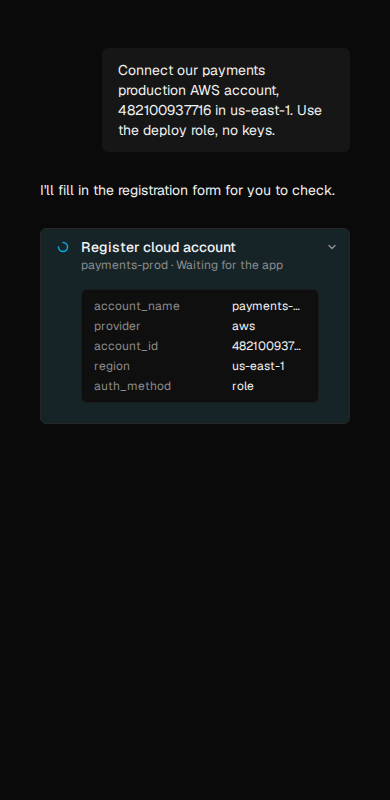 Connect our payments
production AWS account,
482100937716 in us-east-1. Use
the deploy role, no keys.
I'll fill in the registration form for you to check.
Register cloud account
payments-prod · Waiting for the app
account_name payments-…
provider aws
account_id 482100937…
region us-east-1
auth_method role